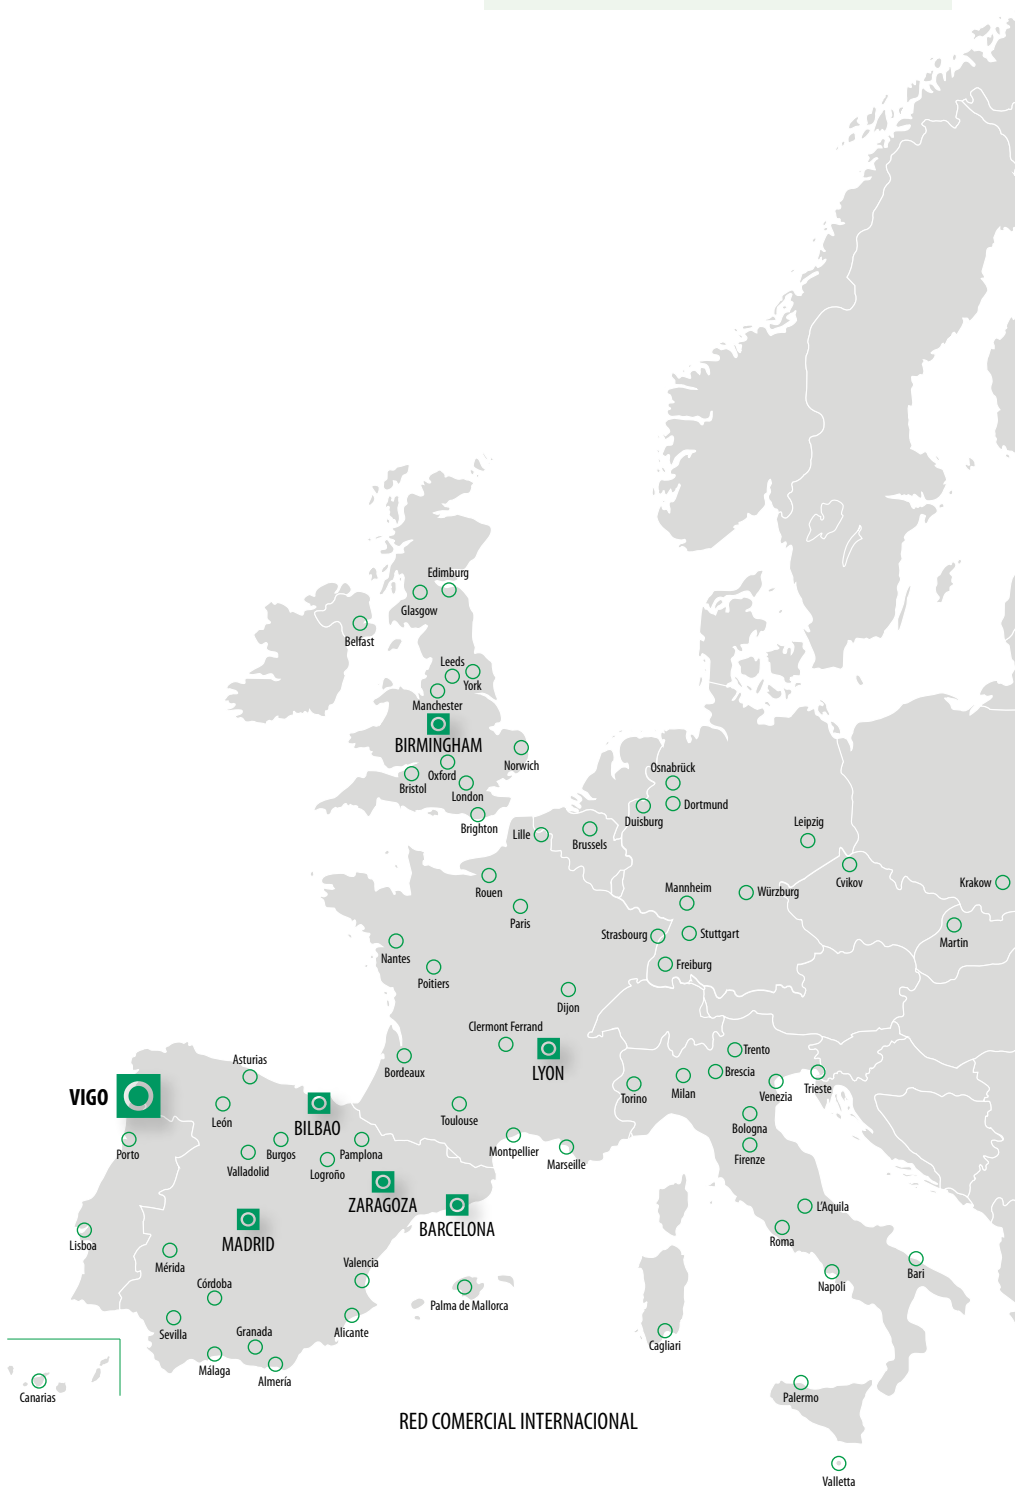 Edimburg
Glasgow
Belfast
Leeds
York
Manchester
BIRMINGHAM
Norwich
Oxford
Bristol
London
Brighton
Osnabrück
Dortmund
Duisburg
Lille
Brussels
Leipzig
Cvikov
Krakow
Rouen
Mannheim
Würzburg
Paris
Strasbourg
Stuttgart
Martin
Nantes
Freiburg
Poitiers
Dijon
Clermont Ferrand
LYON
Trento
Asturias
Bordeaux
Brescia
Trieste
VIGO
Torino
Milan
Venezia
León
BILBAO
Toulouse
Bologna
Porto
Burgos
Pamplona
Montpellier
Marseille
Firenze
Valladolid
Logroño
ZARAGOZA
BARCELONA
L'Aquila
Lisboa
MADRID
Roma
Mérida
Valencia
Napoli
Bari
Córdoba
Palma de Mallorca
Sevilla
Granada
Alicante
Cagliari
Málaga
Almería
Canarias
Palermo
RED COMERCIAL INTERNACIONAL
Valletta